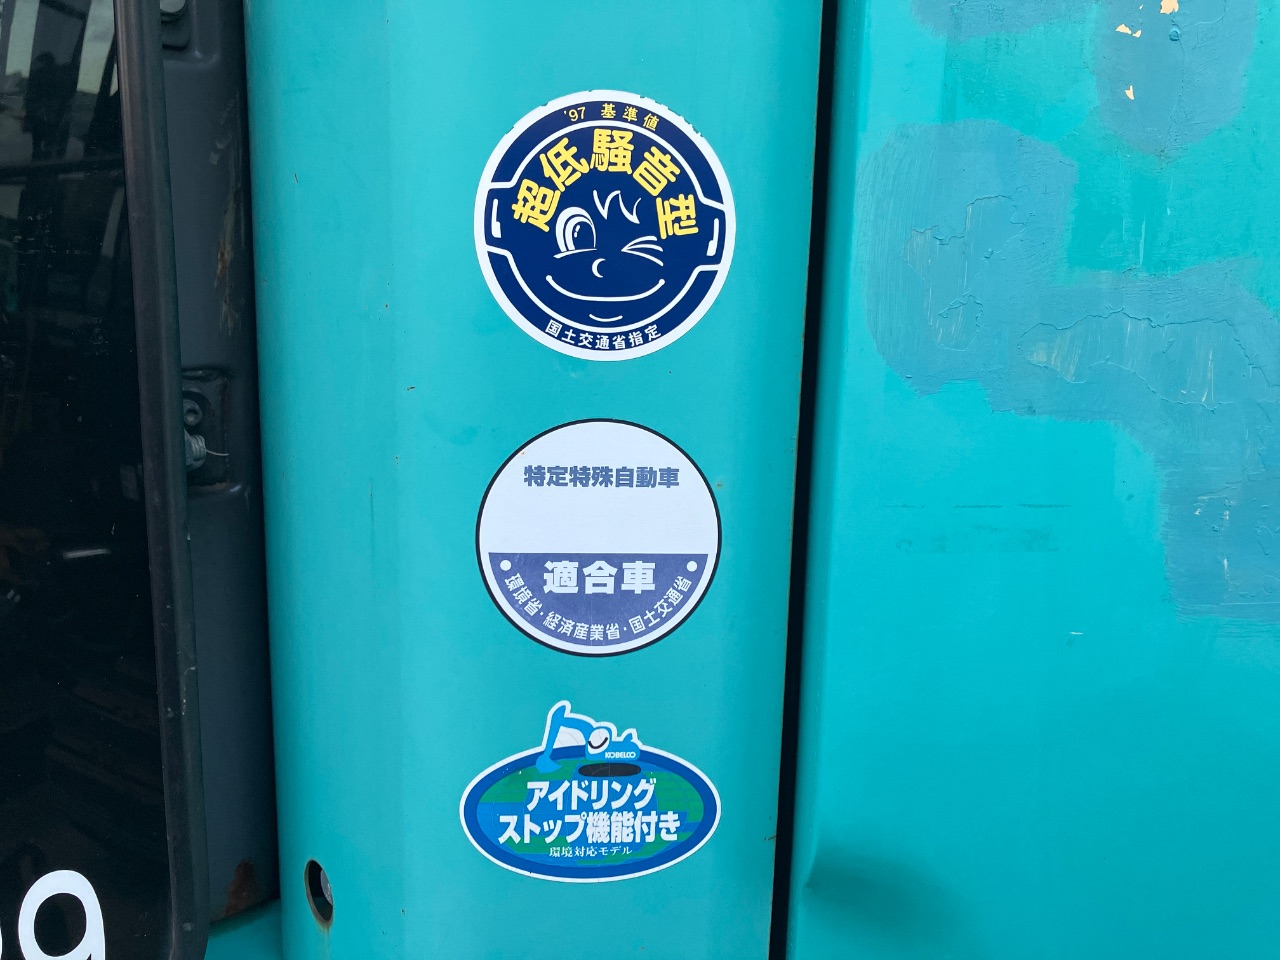 '97 基準値
超低騒音型
国土交通省指定
特定特殊自動車
適合車
環境省・経済産業省・国土交通省
KOBELCO
アイドリング
ストップ機能付き
環境対応モデル
9